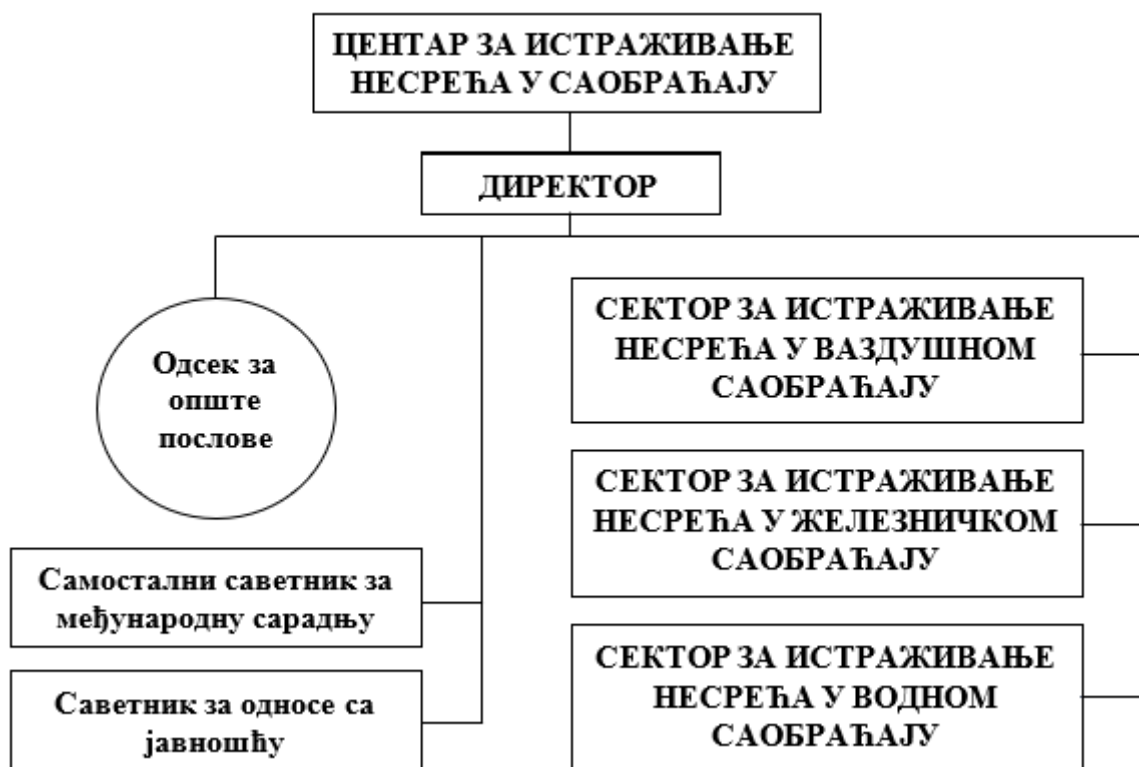 ЦЕНТАР ЗА ИСТРАЖИВАЊЕ
НЕСРЕЋА У САОБРАЋАЈУ
ДИРЕКТОР
Одсек за
опште
послове
Самостални саветник за
међународну сарадњу
Саветник за односе са
јавношћу
СЕКТОР ЗА ИСТРАЖИВАЊЕ
НЕСРЕЋА У ВАЗДУШНОМ
САОБРАЋАЈУ
СЕКТОР ЗА ИСТРАЖИВАЊЕ
НЕСРЕЋА У ЖЕЛЕЗНИЧКОМ
САОБРАЋАЈУ
СЕКТОР ЗА ИСТРАЖИВАЊЕ
НЕСРЕЋА У ВОДНОМ
САОБРАЋАЈУ